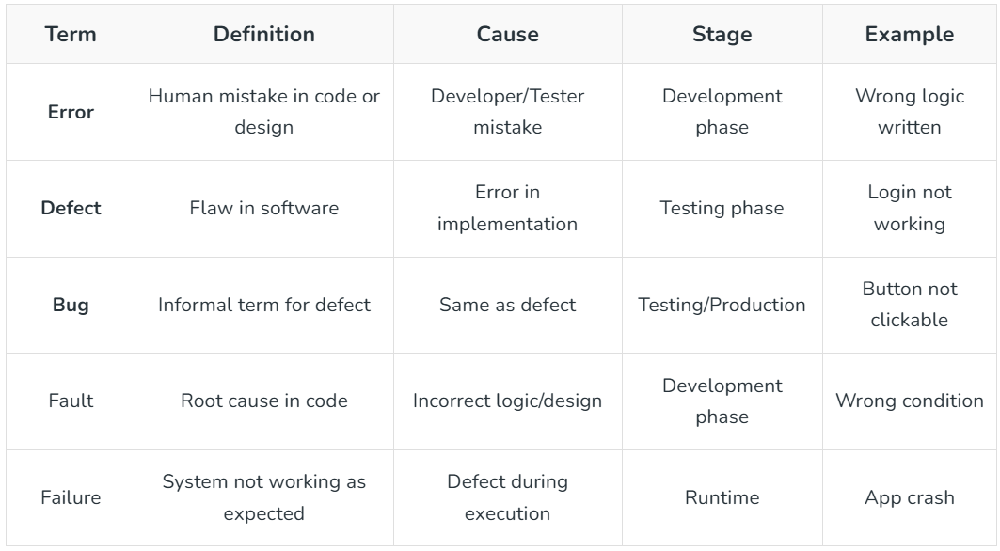 Term Definition Cause Stage Example
Error
Human mistake in code or
design
Developer/Tester
mistake
Development
phase
Wrong logic
written
Defect
Flaw in software
Error in
implementation
Testing phase
Login not
working
Bug
Informal term for defect
Same as defect
Testing/Production
Button not
clickable
Fault
Root cause in code
Incorrect logic/design
Development
phase
Wrong condition
Failure
System not working as
expected
Defect during
execution
Runtime
App crash